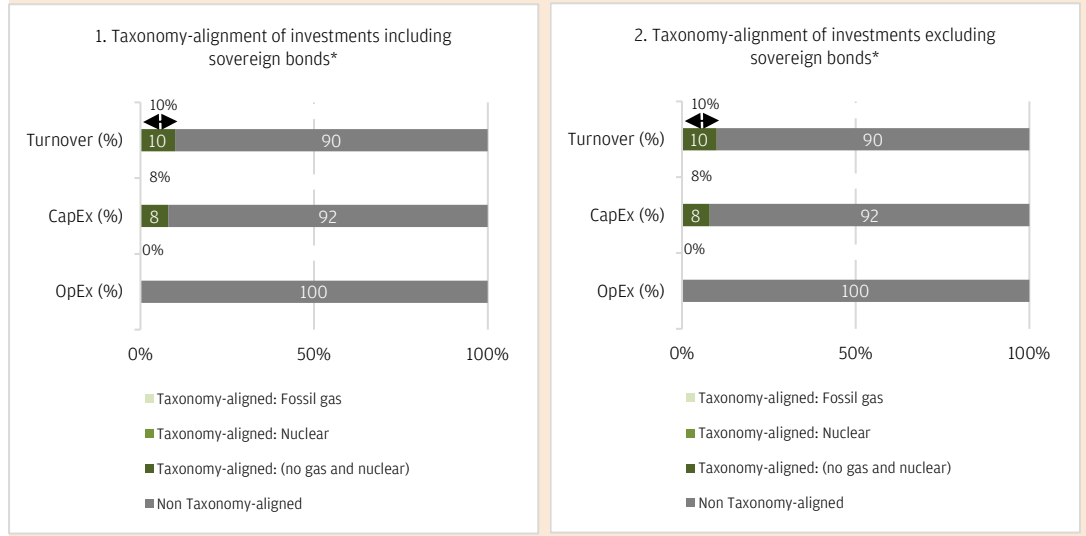 1. Taxonomy-alignment of investments including
sovereign bonds*
10%
Turnover (%)
10
90
8%
CapEx (%)
8
92
0%
OpEx (%)
100
0%
50%
100%
Taxonomy-aligned: Fossil gas
Taxonomy-aligned: Nuclear
Taxonomy-aligned: (no gas and nuclear)
Non Taxonomy-aligned
2. Taxonomy-alignment of investments excluding
sovereign bonds*
10%
Turnover (%)
10
90
8%
CapEx (%)
8
92
0%
OpEx (%)
100
0%
50%
100%
Taxonomy-aligned: Fossil gas
Taxonomy-aligned: Nuclear
Taxonomy-aligned: (no gas and nuclear)
Non Taxonomy-aligned